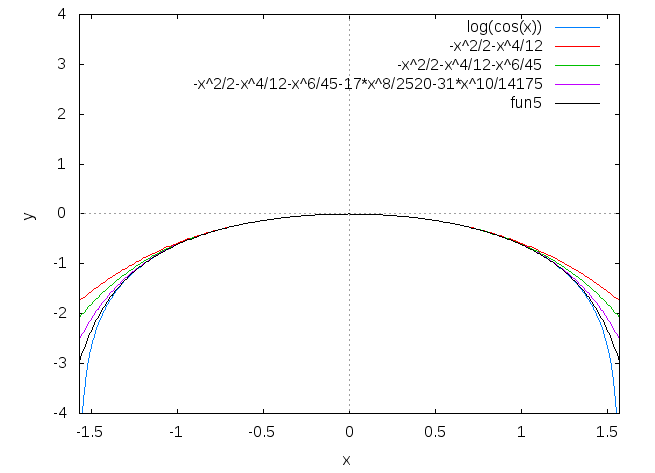 4
log(cos(x))
-x^2/2-x^4/12
3
-x^2/2-x^4/12-x^6/45
-x^2/2-x^4/12-x^6/45-17*x^8/2520-31*x^10/14175
fun5
2
1
y
0
-1
-2
-3
-4
-1.5 -1 -0.5 0 0.5 1 1.5
x